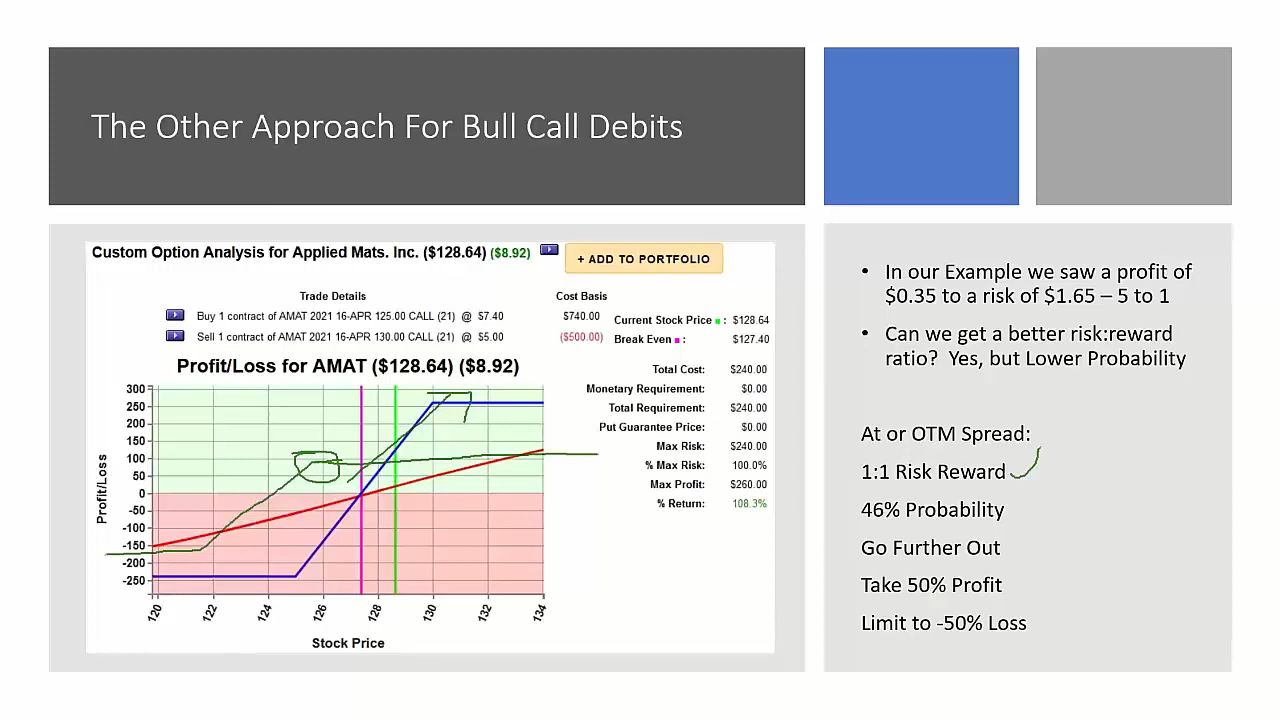 The Other Approach For Bull Call Debits
Custom Option Analysis for Applied Mats. Inc. ($128.64) ($8.92)
+ ADD TO PORTFOLIO
Trade Details
Cost Basis
Buy 1 contract of AMAT 2021 16-APR 125.00 CALL (21) @ $7.40 $740.00
Sell 1 contract of AMAT 2021 16-APR 130.00 CALL (21) @ $5.00 ($500.00)
Current Stock Price : $128.64
Break Even : $127.40
Total Cost: $240.00
Monetary Requirement: $0.00
Total Requirement: $240.00
Put Guarantee Price: $0.00
Max Risk: $240.00
% Max Risk: 100.0%
Max Profit: $260.00
% Return: 108.3%
Profit/Loss for AMAT ($128.64) ($8.92)
Profit/Loss
300
250
200
150
100
50
0
-50
-100
-150
-200
-250
120 122 124 126 128 130 132 134
Stock Price
• In our Example we saw a profit of
$0.35 to a risk of $1.65 – 5 to 1
• Can we get a better risk:reward
ratio? Yes, but Lower Probability
At or OTM Spread:
1:1 Risk Reward
46% Probability
Go Further Out
Take 50% Profit
Limit to -50% Loss